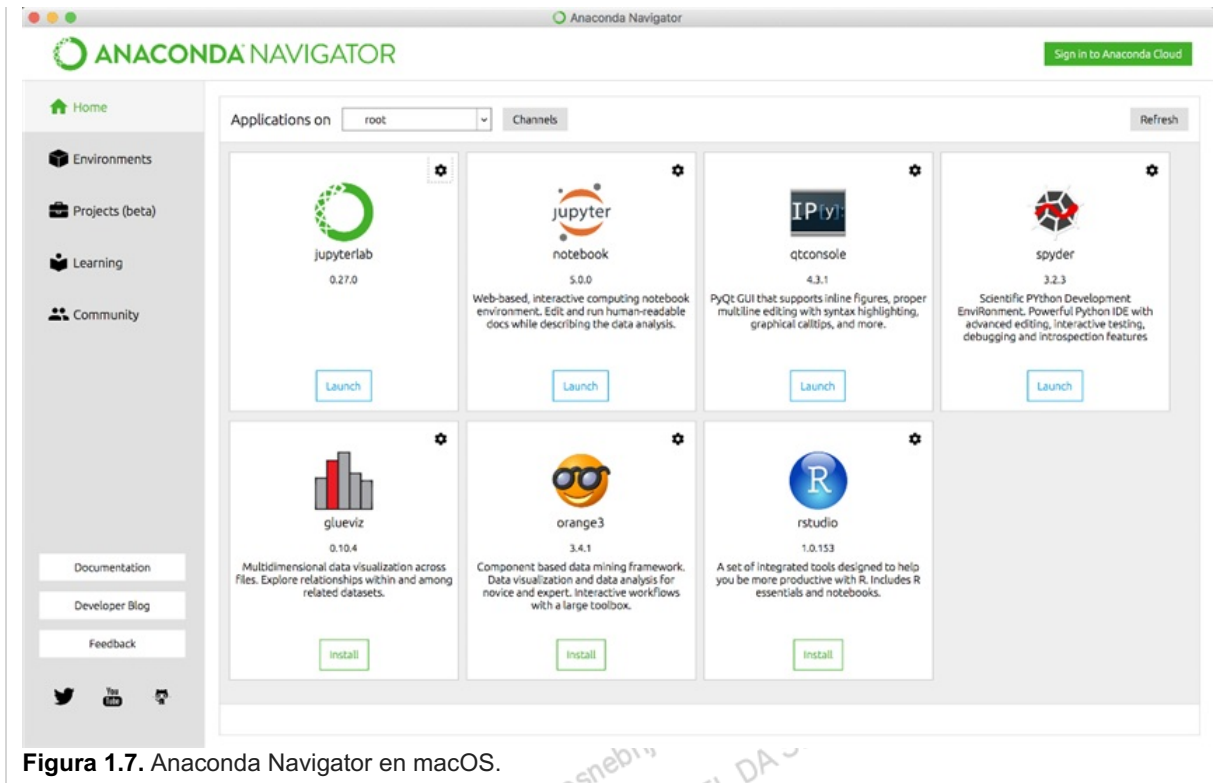 Anaconda Navigator
ANACONDA NAVIGATOR
Sign in to Anaconda Cloud
Home
Environments
Projects (beta)
Learning
Community
Documentation
Developer Blog
Feedback
You
Tube
Applications on
root
Channels
Refresh
jupyterlab
0.27.0
Launch
jupyter
notebook
5.0.0
Web-based, interactive computing notebook
environment. Edit and run human-readable
docs while describing the data analysis.
Launch
IP[y]:
qtconsole
4.3.1
PyQt GUI that supports inline figures, proper
multiline editing with syntax highlighting,
graphical calltips, and more.
Launch
spyder
3.2.3
Scientific PYthon Development
EnviRonment. Powerful Python IDE with
advanced editing, interactive testing,
debugging and introspection features
Launch
glueviz
0.10.4
Multidimensional data visualization across
files. Explore relationships within and among
related datasets.
Install
orange3
3.4.1
Component based data mining framework.
Data visualization and data analysis for
novice and expert. Interactive workflows
with a large toolbox.
Install
R
rstudio
1.0.153
A set of integrated tools designed to help
you be more productive with R. Includes R
essentials and notebooks.
Install
Figura 1.7. Anaconda Navigator en macOS.